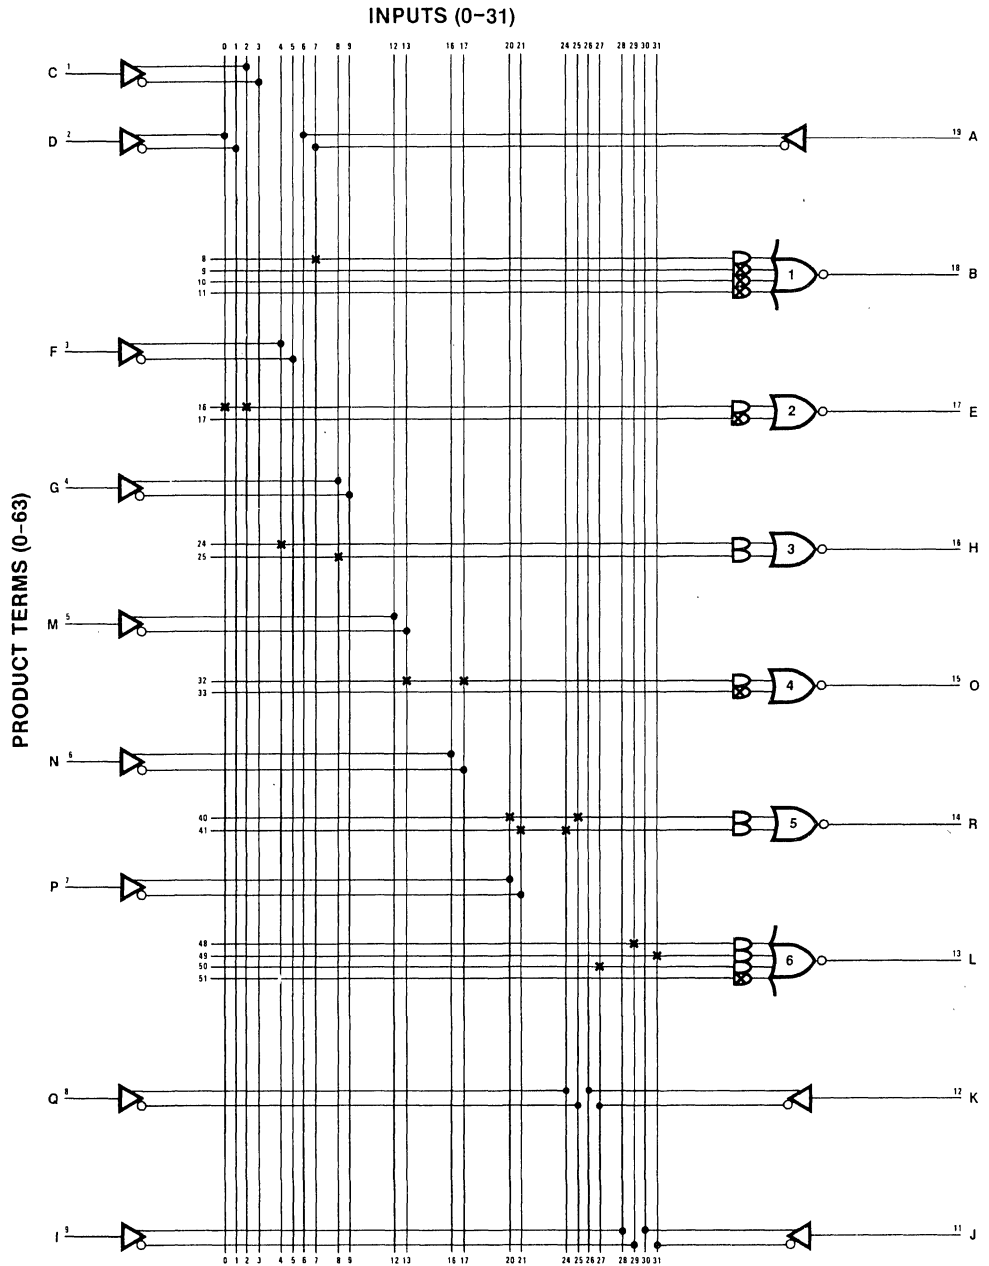 INPUTS (0-31)
0 1 2 3 4 5 6 7 8 9 12 13 16 17 20 21 24 25 26 27 28 29 30 31
C 1
D 2
19 A
8
9
10
11
1
18 B
F 3
16
17
2
17 E
G 4
24
25
3
16 H
PRODUCT TERMS (0-63)
M 5
32
33
4
15 O
N 6
40
41
5
14 R
P 7
48
49
50
51
6
13 L
Q 8
12 K
I 9
11 J
0 1 2 3 4 5 6 7 8 9 12 13 16 17 20 21 24 25 26 27 28 29 30 31